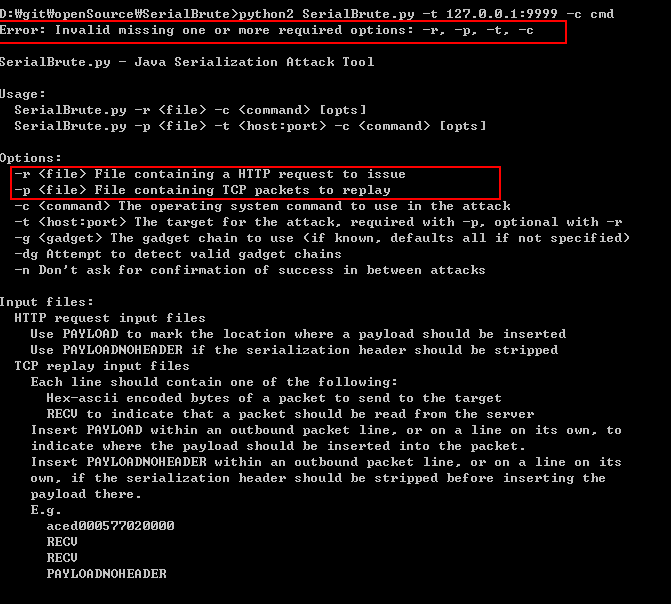 D:₩git₩openSource₩SerialBrute>python2 SerialBrute.py -t 127.0.0.1:9999 -c cmd
Error: Invalid missing one or more required options: -r, -p, -t, -c
SerialBrute.py - Java Serialization Attack Tool
Usage:
SerialBrute.py -r <file> -c <command> [opts]
SerialBrute.py -p <file> -t <host:port> -c <command> [opts]
Options:
-r <file> File containing a HTTP request to issue
-p <file> File containing TCP packets to replay
-c <command> The operating system command to use in the attack
-t <host:port> The target for the attack, required with -p, optional with -r
-g <gadget> The gadget chain to use <if known, defaults all if not specified>
-dg Attempt to detect valid gadget chains
-n Don't ask for confirmation of success in between attacks
Input files:
HTTP request input files
Use PAYLOAD to mark the location where a payload should be inserted
Use PAYLOADNOHEADER if the serialization header should be stripped
TCP replay input files
Each line should contain one of the following:
Hex-ascii encoded bytes of a packet to send to the target
RECV to indicate that a packet should be read from the server
Insert PAYLOAD within an outbound packet line, or on a line on its own, to
indicate where the payload should be inserted into the packet.
Insert PAYLOADNOHEADER within an outbound packet line, or on a line on its
own, if the serialization header should be stripped before inserting the
payload there.
E.g.
aced000577020000
RECV
RECV
PAYLOADNOHEADER